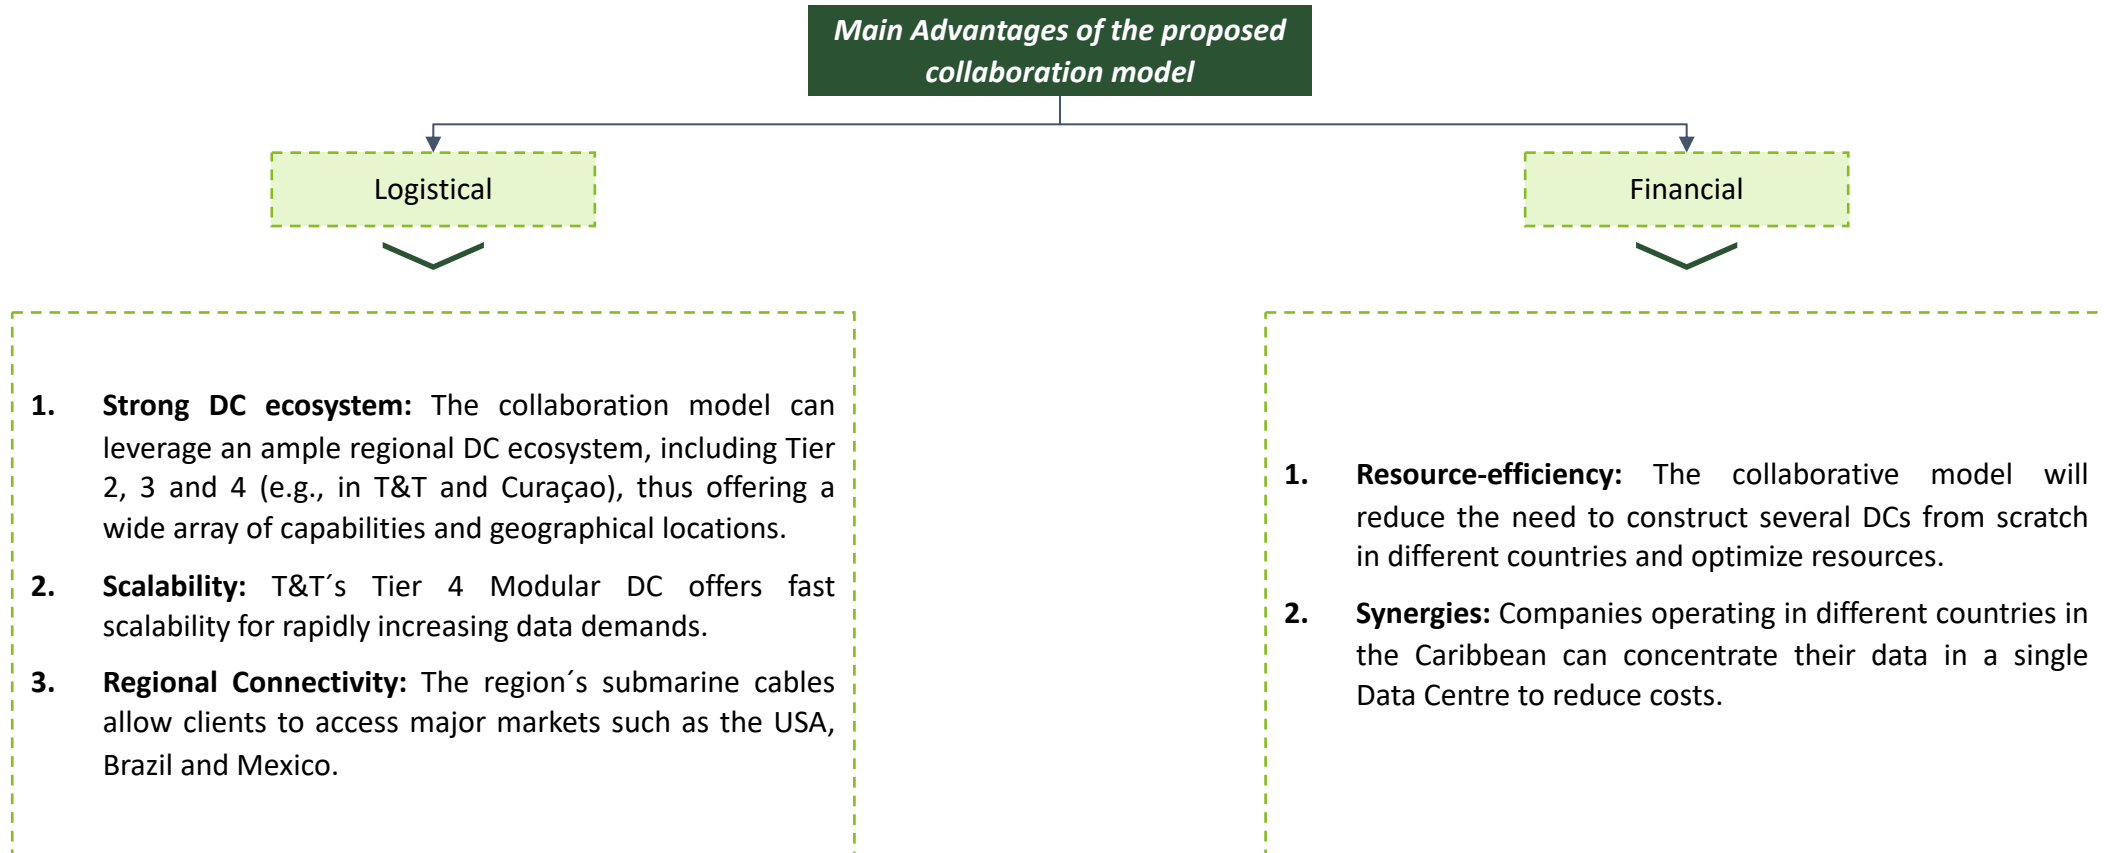 Main Advantages of the proposed
collaboration model
Logistical
Financial
1. Strong DC ecosystem: The collaboration model can
leverage an ample regional DC ecosystem, including Tier
2, 3 and 4 (e.g., in T&T and Curaçao), thus offering a
wide array of capabilities and geographical locations.
2. Scalability: T&T´s Tier 4 Modular DC offers fast
scalability for rapidly increasing data demands.
3. Regional Connectivity: The region´s submarine cables
allow clients to access major markets such as the USA,
Brazil and Mexico.
1. Resource-efficiency: The collaborative model will
reduce the need to construct several DCs from scratch
in different countries and optimize resources.
2. Synergies: Companies operating in different countries in
the Caribbean can concentrate their data in a single
Data Centre to reduce costs.